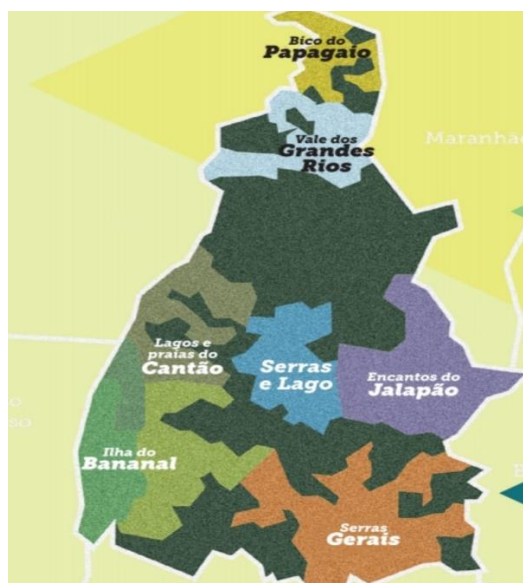 Bico do
Papagaio
Vale dos
Grandes
Rios
Maranhão
Lagos e
praias do
Cantão
Serras
e Lago
Encantos do
Jalapão
Ilha do
Bananal
Serras
Gerais